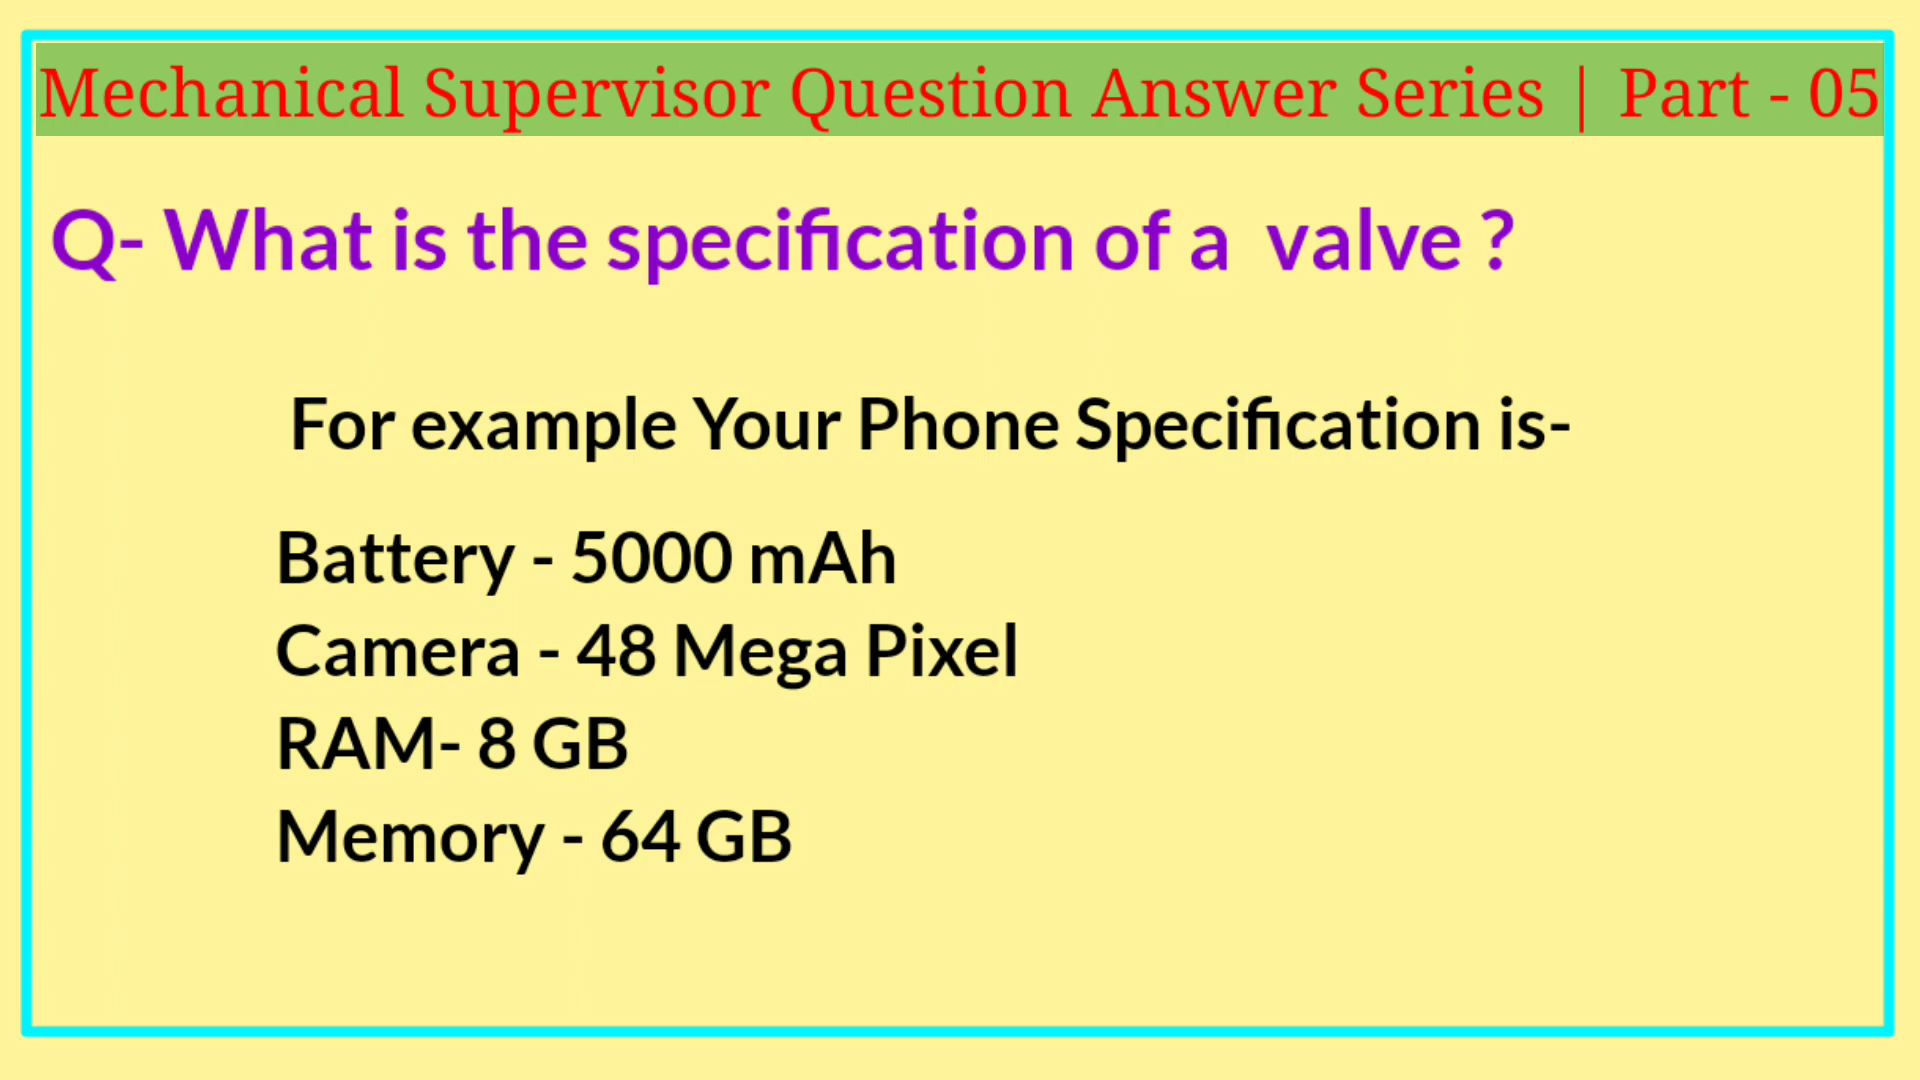 Mechanical Supervisor Question Answer Series | Part - 05
Q- What is the specification of a valve ?
For example Your Phone Specification is-
Battery - 5000 mAh
Camera - 48 Mega Pixel
RAM- 8 GB
Memory - 64 GB